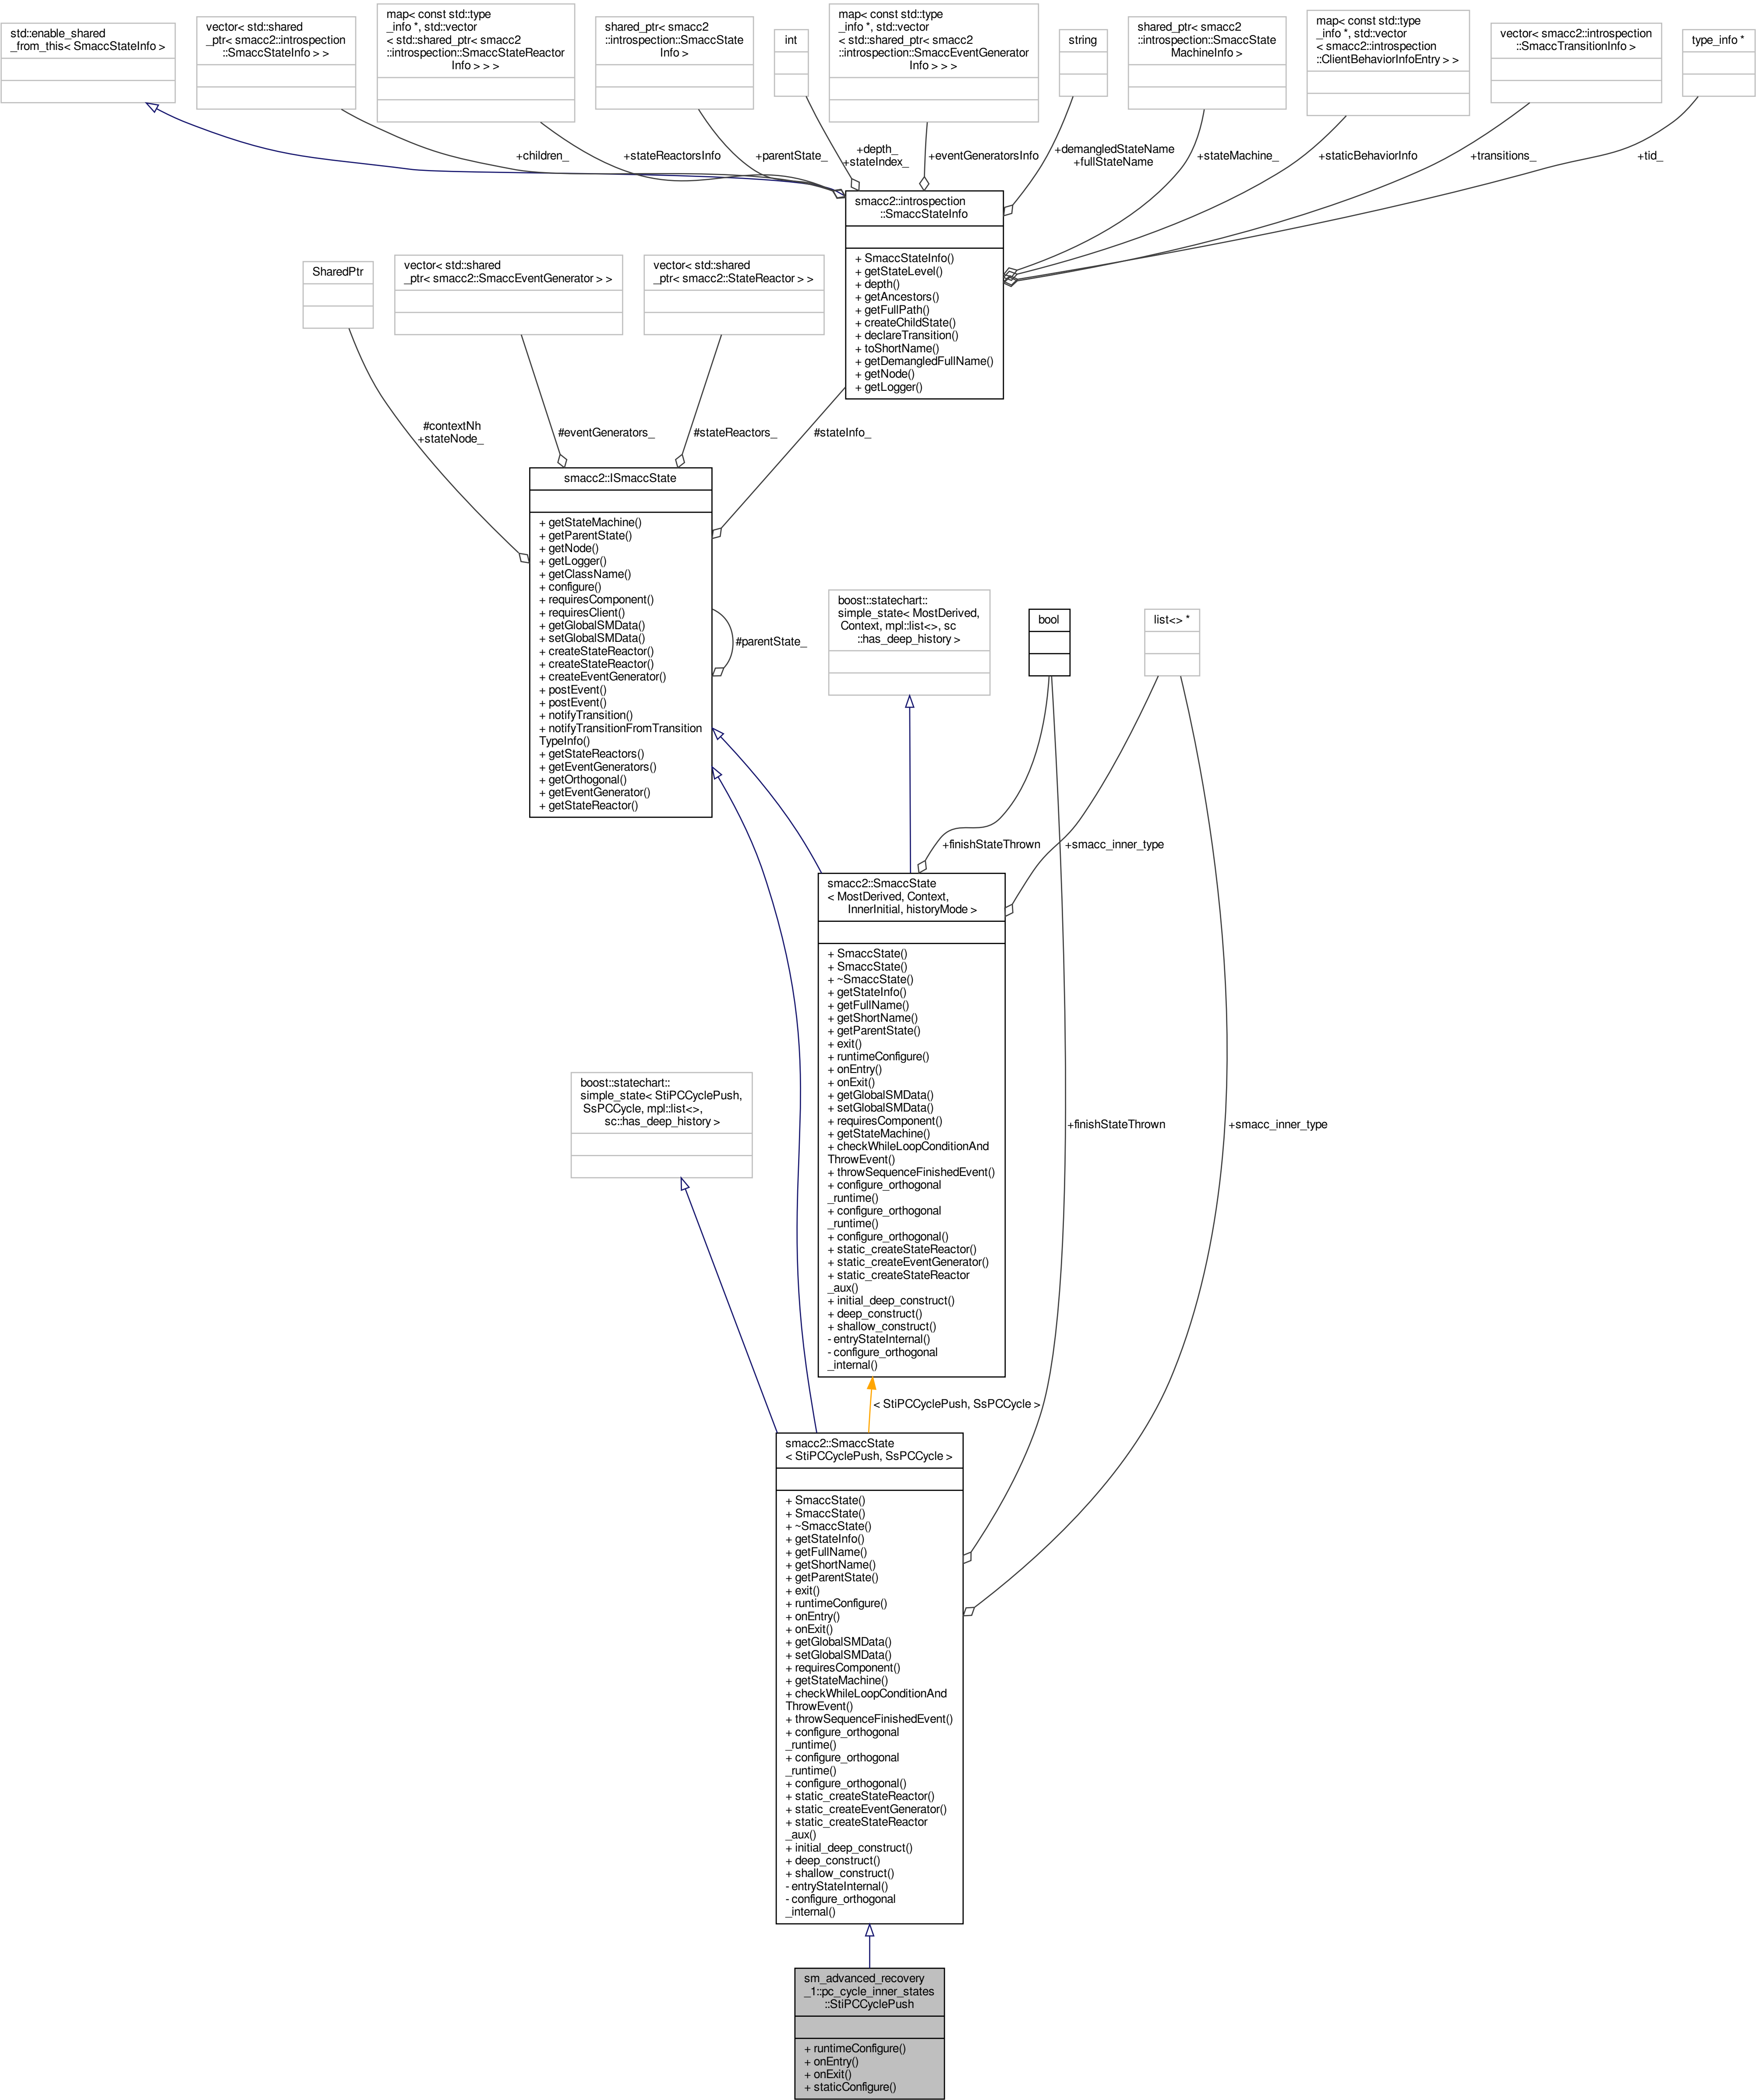 std::enable_shared
_from_this< SmaccStateInfo >
vector< std::shared
_ptr< smacc2::introspection
::SmaccStateInfo > >
map< const std::type
_info *, std::vector
< std::shared_ptr< smacc2
::introspection::SmaccStateReactor
Info > > >
shared_ptr< smacc2
::introspection::SmaccState
Info >
int
map< const std::type
_info *, std::vector
< std::shared_ptr< smacc2
::introspection::SmaccEventGenerator
Info > > >
string
shared_ptr< smacc2
::introspection::SmaccState
MachineInfo >
map< const std::type
_info *, std::vector
< smacc2::introspection
::ClientBehaviorInfoEntry > >
vector< smacc2::introspection
::SmaccTransitionInfo >
type_info *
+children_
+stateReactorsInfo
+parentState_
+depth_
+stateIndex_
+eventGeneratorsInfo
+demangledStateName
+fullStateName
+stateMachine_
+staticBehaviorInfo
+transitions_
+tid_
smacc2::introspection
::SmaccStateInfo
+ SmaccStateInfo()
+ getStateLevel()
+ depth()
+ getAncestors()
+ getFullPath()
+ createChildState()
+ declareTransition()
+ toShortName()
+ getDemangledFullName()
+ getNode()
+ getLogger()
SharedPtr
vector< std::shared
_ptr< smacc2::SmaccEventGenerator > >
vector< std::shared
_ptr< smacc2::StateReactor > >
#contextNh
+stateNode_
#eventGenerators_
#stateReactors_
#stateInfo_
smacc2::ISmaccState
+ getStateMachine()
+ getParentState()
+ getNode()
+ getLogger()
+ getClassName()
+ configure()
+ requiresComponent()
+ requiresClient()
+ getGlobalSMData()
+ setGlobalSMData()
+ createStateReactor()
+ createStateReactor()
+ createEventGenerator()
+ postEvent()
+ postEvent()
+ notifyTransition()
+ notifyTransitionFromTransition
TypeInfo()
+ getStateReactors()
+ getEventGenerators()
+ getOrthogonal()
+ getEventGenerator()
+ getStateReactor()
#parentState_
boost::statechart::
simple_state< MostDerived,
Context, mpl::list<>, sc
::has_deep_history >
bool
list<> *
+finishStateThrown
+smacc_inner_type
smacc2::SmaccState
< MostDerived, Context,
InnerInitial, historyMode >
+ SmaccState()
+ SmaccState()
+ ~SmaccState()
+ getStateInfo()
+ getFullName()
+ getShortName()
+ getParentState()
+ exit()
+ runtimeConfigure()
+ onEntry()
+ onExit()
+ getGlobalSMData()
+ setGlobalSMData()
+ requiresComponent()
+ getStateMachine()
+ checkWhileLoopConditionAnd
ThrowEvent()
+ throwSequenceFinishedEvent()
+ configure_orthogonal
_runtime()
+ configure_orthogonal
_runtime()
+ configure_orthogonal()
+ static_createStateReactor()
+ static_createEventGenerator()
+ static_createStateReactor
_aux()
+ initial_deep_construct()
+ deep_construct()
+ shallow_construct()
- entryStateInternal()
- configure_orthogonal
_internal()
boost::statechart::
simple_state< StiPCCyclePush,
SsPCCycle, mpl::list<>,
sc::has_deep_history >
+finishStateThrown
+smacc_inner_type
< StiPCCyclePush, SsPCCycle >
smacc2::SmaccState
< StiPCCyclePush, SsPCCycle >
+ SmaccState()
+ SmaccState()
+ ~SmaccState()
+ getStateInfo()
+ getFullName()
+ getShortName()
+ getParentState()
+ exit()
+ runtimeConfigure()
+ onEntry()
+ onExit()
+ getGlobalSMData()
+ setGlobalSMData()
+ requiresComponent()
+ getStateMachine()
+ checkWhileLoopConditionAnd
ThrowEvent()
+ throwSequenceFinishedEvent()
+ configure_orthogonal
_runtime()
+ configure_orthogonal
_runtime()
+ configure_orthogonal()
+ static_createStateReactor()
+ static_createEventGenerator()
+ static_createStateReactor
_aux()
+ initial_deep_construct()
+ deep_construct()
+ shallow_construct()
- entryStateInternal()
- configure_orthogonal
_internal()
sm_advanced_recovery
_1::pc_cycle_inner_states
::StiPCCyclePush
+ runtimeConfigure()
+ onEntry()
+ onExit()
+ staticConfigure()